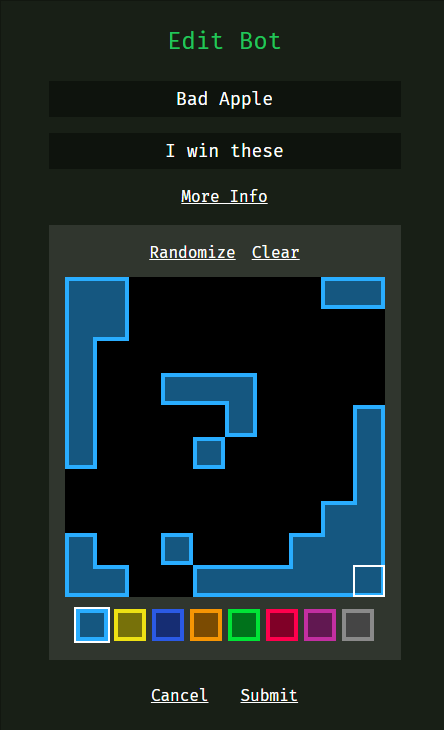 Edit Bot
Bad Apple
I win these
More Info
Randomize Clear
Cancel Submit